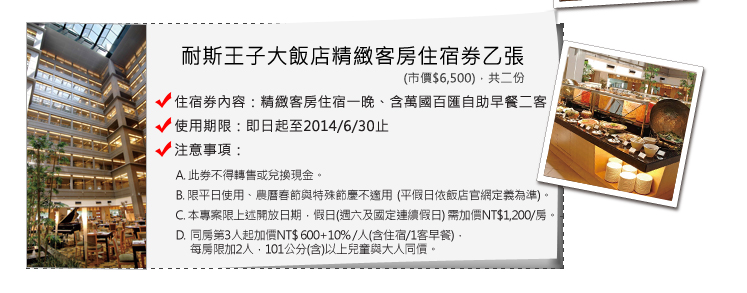 耐斯王子大飯店精緻客房住宿券乙張
(市價$6,500)，共二份
住宿券內容：精緻客房住宿一晚、含萬國百匯自助早餐二客
使用期限：即日起至2014/6/30止
注意事項：
A. 此券不得轉售或兌換現金。
B. 限平日使用、農曆春節與特殊節慶不適用 (平假日依飯店官網定義為準)。
C. 本專案限上述開放日期，假日(週六及國定連續假日) 需加價NT$1,200/房。
D. 同房第3人起加價NT$ 600+10%/人(含住宿/1客早餐)，
每房限加2人，101公分(含)以上兒童與大人同價。